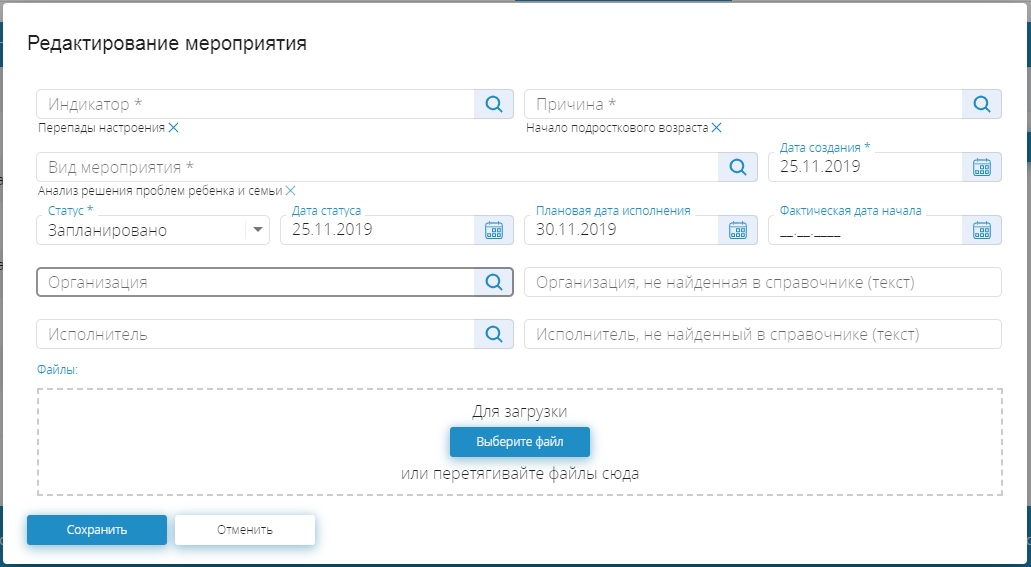 Редактирование мероприятия
Индикатор * Причина *
Перепады настроения Начало подросткового возраста
Дата создания *
Вид мероприятия * 25.11.2019
Анализ решения проблем ребенка и семьи
Статус * Дата статуса Плановая дата исполнения Фактическая дата начала
Запланировано 25.11.2019 30.11.2019 __.__.____
Организация Организация, не найденная в справочнике (текст)
Исполнитель Исполнитель, не найденный в справочнике (текст)
Файлы:
Для загрузки
Выберите файл
или перетягивайте файлы сюда
Сохранить Отменить